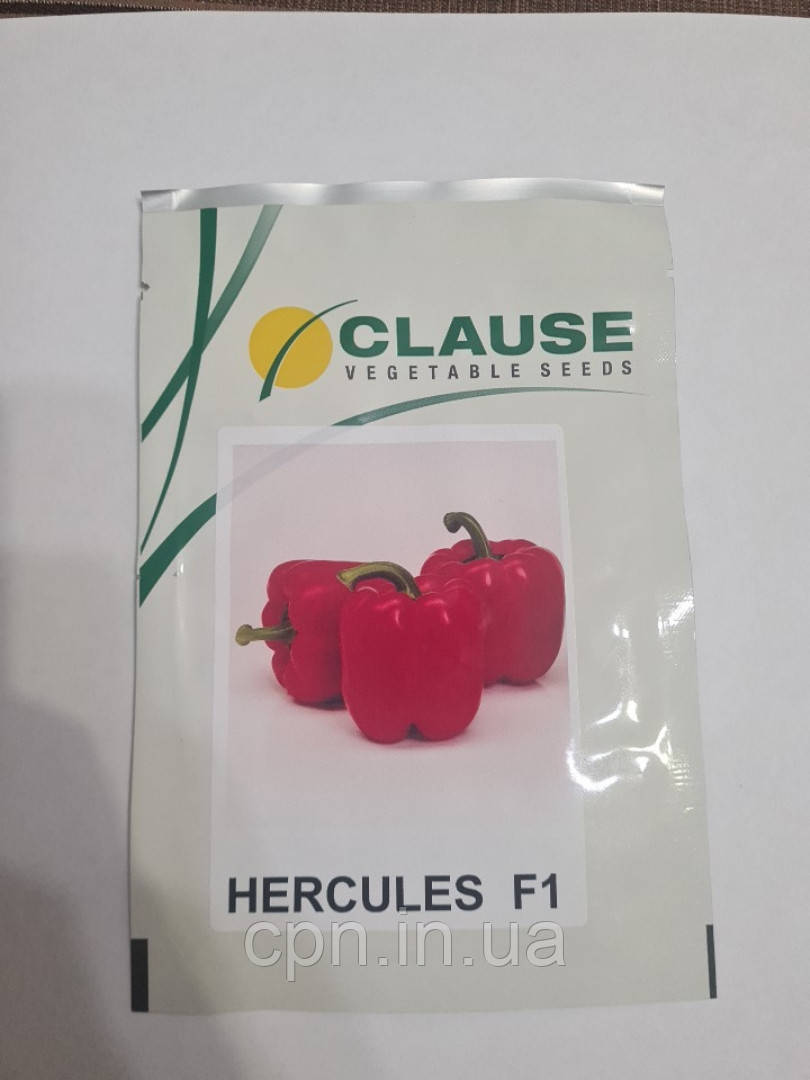 CLAUSE
VEGETABLE SEEDS
HERCULES F1
cpn.in.ua